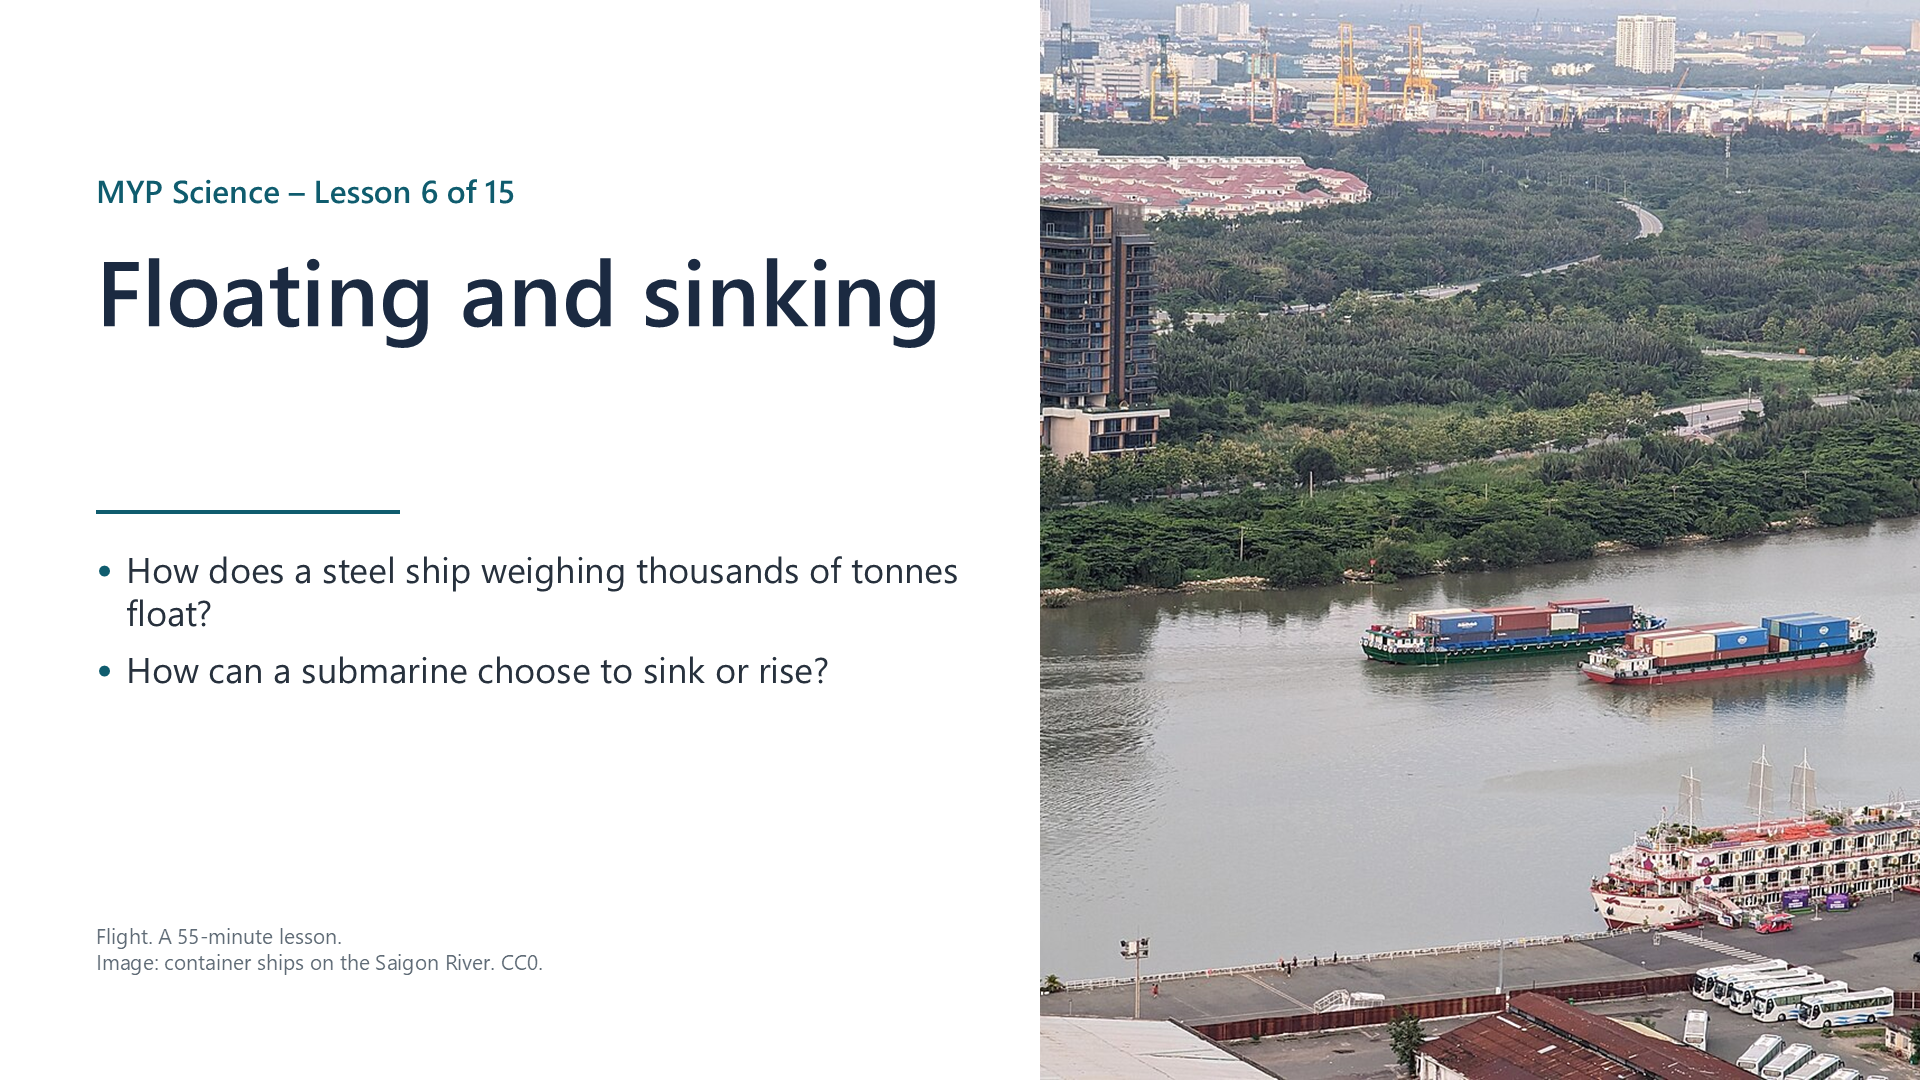 MYP Science – Lesson 6 of 15
Floating and sinking
• How does a steel ship weighing thousands of tonnes
float?
• How can a submarine choose to sink or rise?
Flight. A 55-minute lesson.
Image: container ships on the Saigon River. CC0.